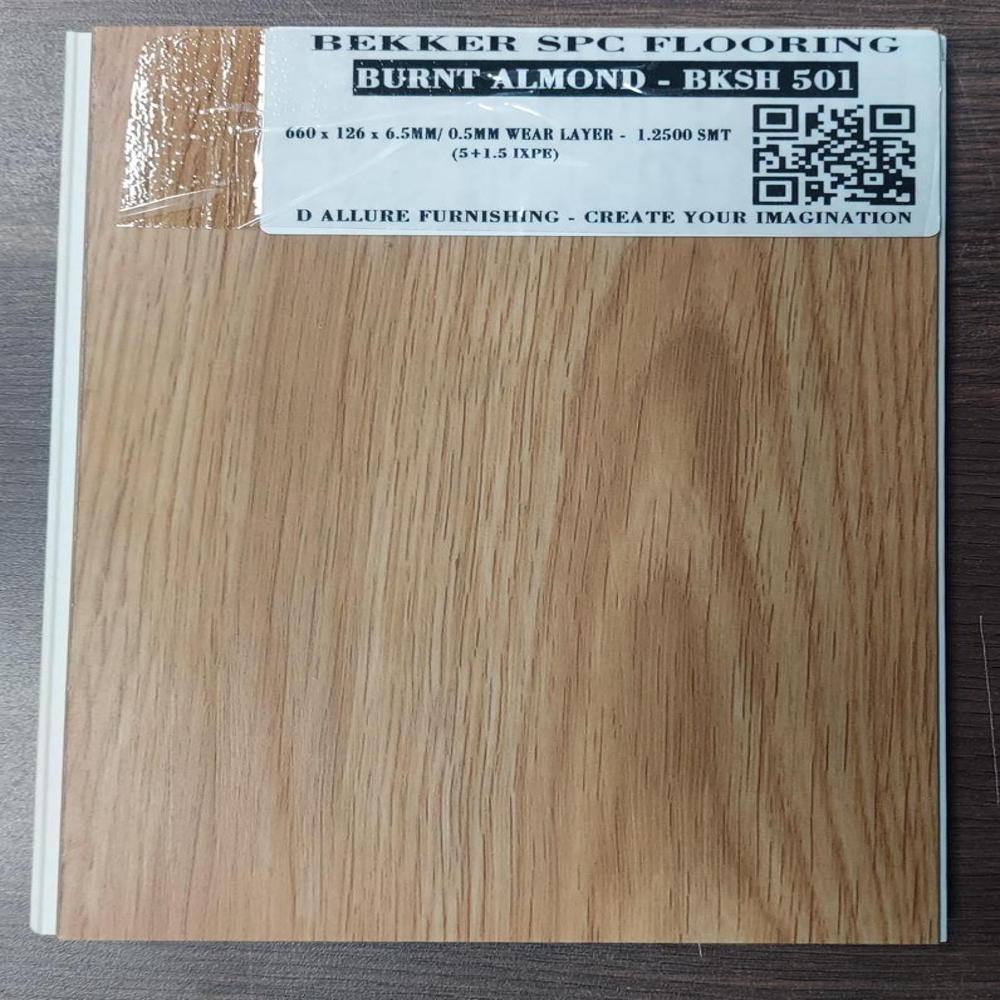 BEKKER SPC FLOORING
BURNT ALMOND - BKSH 501
660 x 126 x 6.5MM/ 0.5MM WEAR LAYER - 1.2500 SMT
(5+1.5 IXPE)
D ALLURE FURNISHING - CREATE YOUR IMAGINATION